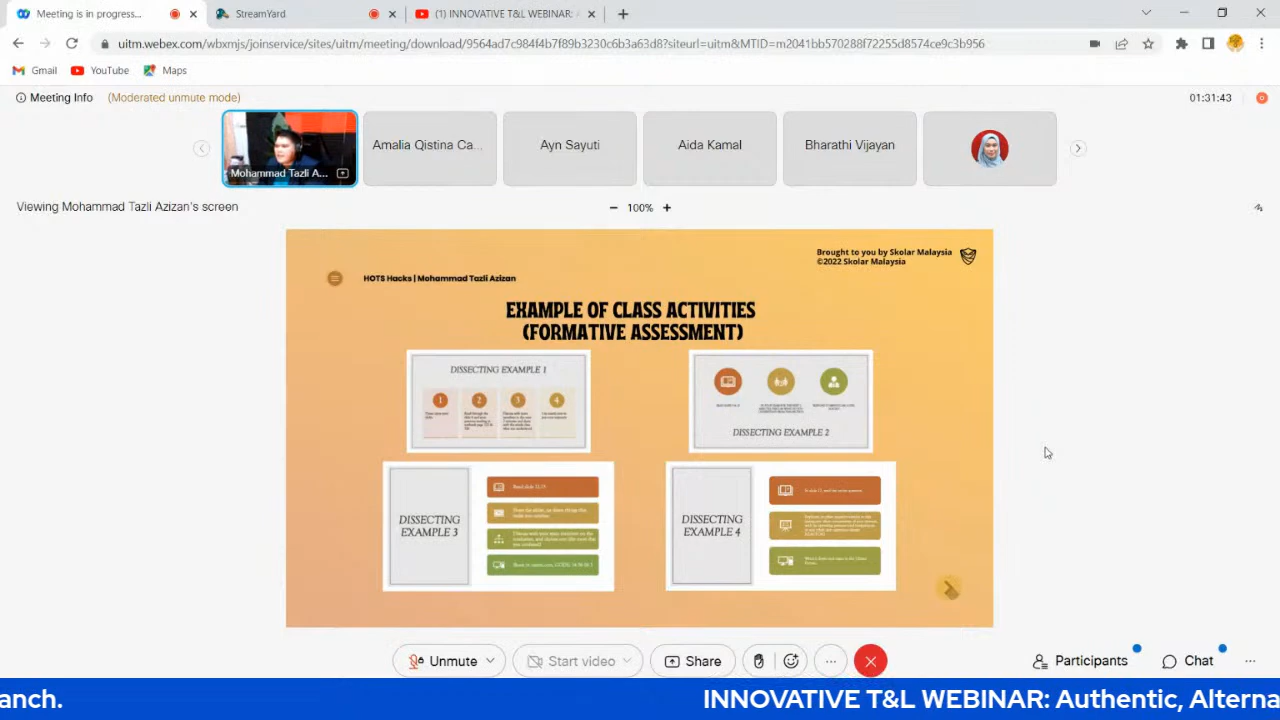 Meeting is in progress...
StreamYard
(1) INNOVATIVE T&L WEBINAR: A
uitm.webex.com/wbxmjs/joinservice/sites/uitm/meeting/download/9564ad7c984f4b7f89b3230c6b3a63d8?siteurl=uitm&MTID=m2041bb570288f72255d8574ce9c3b956
Gmail
YouTube
Maps
Meeting Info
(Moderated unmute mode)
01:31:43
Mohammad Tazli A...
Amalia Qistina Ca...
Ayn Sayuti
Aida Kamal
Bharathi Vijayan
Viewing Mohammad Tazli Azizan's screen
100%
Brought to you by Skolar Malaysia
©2022 Skolar Malaysia
HOTS Hacks | Mohammad Tazli Azizan
EXAMPLE OF CLASS ACTIVITIES
(FORMATIVE ASSESSMENT)
DISSECTING EXAMPLE 1
1
2
3
4
DISSECTING EXAMPLE 2
DISSECTING
EXAMPLE 3
DISSECTING
EXAMPLE 4
Unmute
Start video
Share
Participants
Chat
anch.
INNOVATIVE T&L WEBINAR: Authentic, Alterna